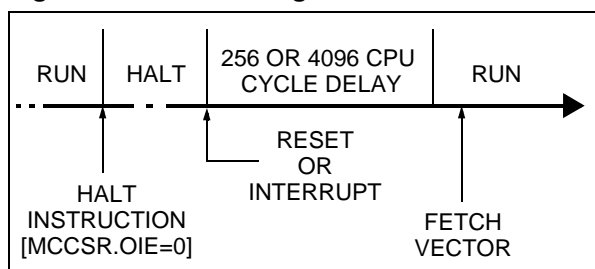 RUN
HALT
256 OR 4096 CPU
CYCLE DELAY
RUN
RESET
OR
INTERRUPT
HALT
INSTRUCTION
[MCCSR.OIE=0]
FETCH
VECTOR